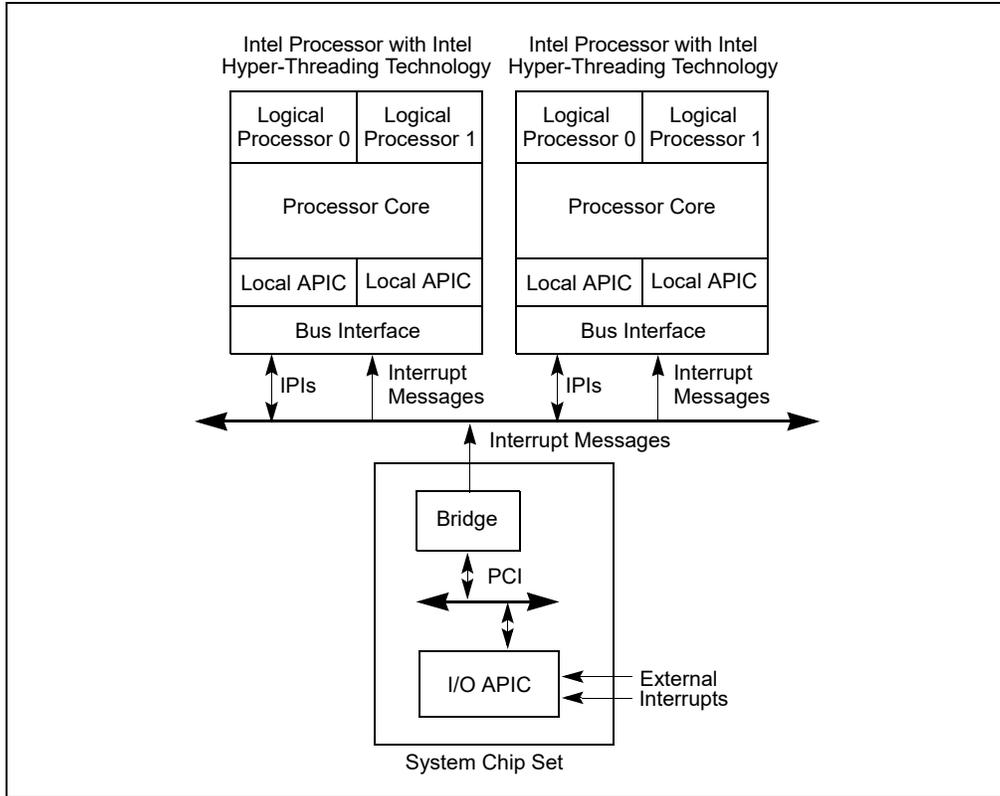 Intel Processor with Intel
Hyper-Threading Technology
Intel Processor with Intel
Hyper-Threading Technology
Logical
Processor 0
Logical
Processor 1
Logical
Processor 0
Logical
Processor 1
Processor Core
Processor Core
Local APIC
Local APIC
Local APIC
Local APIC
Bus Interface
Bus Interface
IPIs
Interrupt
Messages
IPIs
Interrupt
Messages
Interrupt Messages
Bridge
PCI
I/O APIC
External
Interrupts
System Chip Set